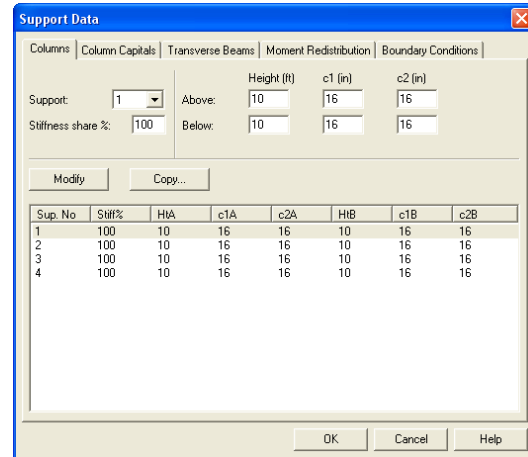 Support Data
Columns Column Capitals Transverse Beams Moment Redistribution Boundary Conditions
Height (ft) c1 (in) c2 (in)
Support: 1 Above: 10 16 16
Stiffness share %: 100 Below: 10 16 16
Modify Copy...
Sup. No Stiff% HtA c1A c2A HtB c1B c2B
1 100 10 16 16 10 16 16
2 100 10 16 16 10 16 16
3 100 10 16 16 10 16 16
4 100 10 16 16 10 16 16
OK Cancel Help